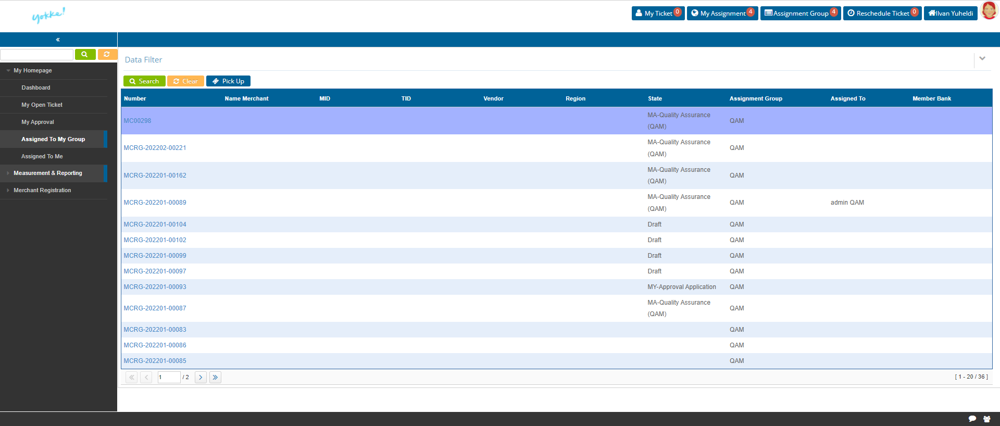 yokke!
My Ticket 0
My Assignment 4
Assignment Group 4
Reschedule Ticket 0
Ilvan Yuheldi
«
My Homepage
Dashboard
My Open Ticket
My Approval
Assigned To My Group
Assigned To Me
Measurement & Reporting
Merchant Registration
Data Filter
Search Clear Pick Up
Number Name Merchant MID TID Vendor Region State Assignment Group Assigned To Member Bank
MC00298 MA-Quality Assurance (QAM) QAM
MCRG-202202-00221 MA-Quality Assurance (QAM) QAM
MCRG-202201-00162 MA-Quality Assurance (QAM) QAM
MCRG-202201-00089 MA-Quality Assurance (QAM) QAM admin QAM
MCRG-202201-00104 Draft QAM
MCRG-202201-00102 Draft QAM
MCRG-202201-00099 Draft QAM
MCRG-202201-00097 Draft QAM
MCRG-202201-00093 MY-Approval Application QAM
MCRG-202201-00087 MA-Quality Assurance (QAM) QAM
MCRG-202201-00083 QAM
MCRG-202201-00086 QAM
MCRG-202201-00085 QAM
1 / 2
[ 1 - 20 / 36 ]